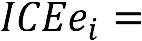 ICEe_i =